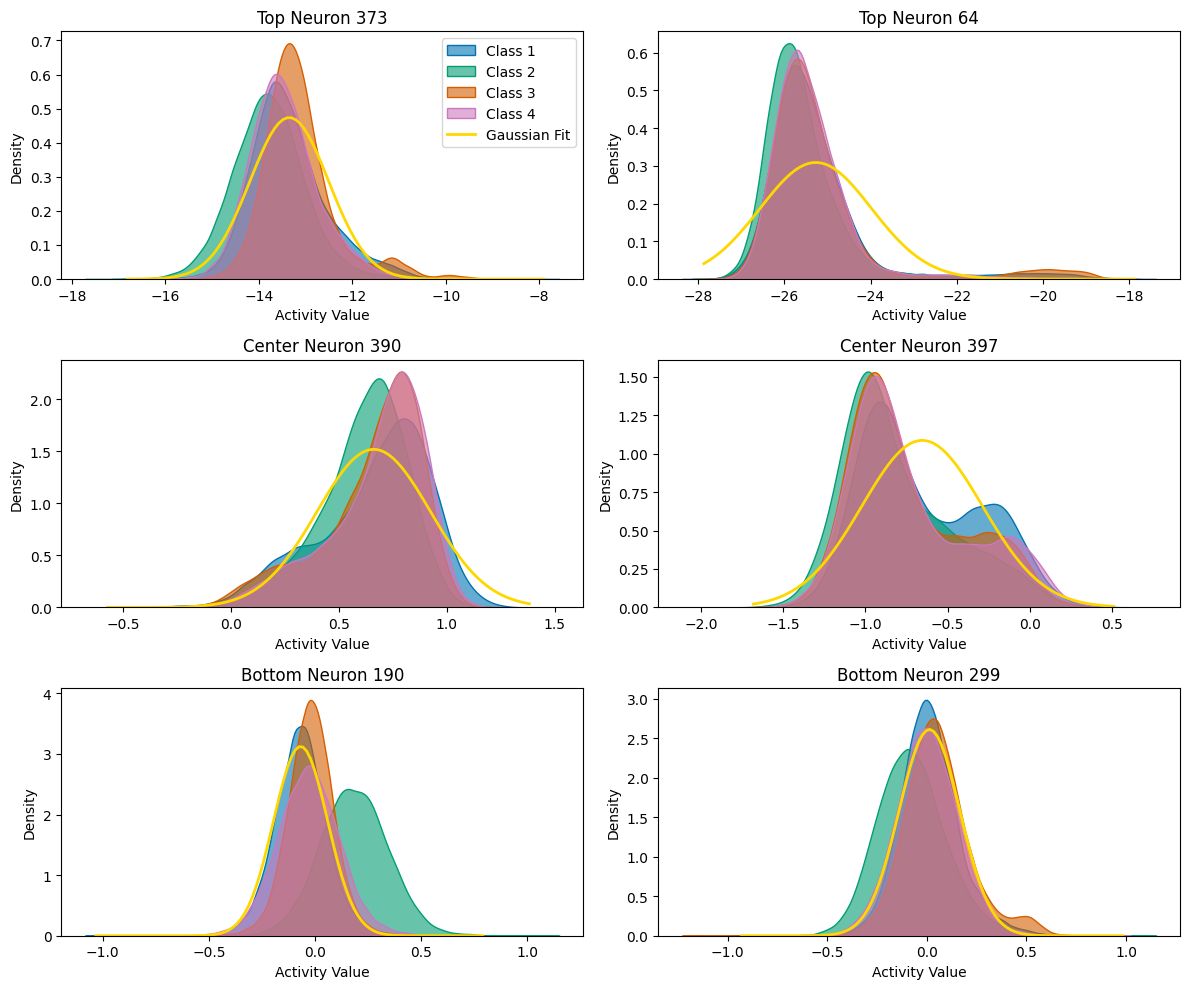 Top Neuron 373
Density
0.7
0.6
0.5
0.4
0.3
0.2
0.1
0.0
−18 −16 −14 −12 −10 −8
Activity Value
Class 1
Class 2
Class 3
Class 4
Gaussian Fit
Top Neuron 64
Density
0.6
0.5
0.4
0.3
0.2
0.1
0.0
−28 −26 −24 −22 −20 −18
Activity Value
Center Neuron 390
Density
2.0
1.5
1.0
0.5
0.0
−0.5 0.0 0.5 1.0 1.5
Activity Value
Center Neuron 397
Density
1.50
1.25
1.00
0.75
0.50
0.25
0.00
−2.0 −1.5 −1.0 −0.5 0.0 0.5
Activity Value
Bottom Neuron 190
Density
4
3
2
1
0
−1.0 −0.5 0.0 0.5 1.0
Activity Value
Bottom Neuron 299
Density
3.0
2.5
2.0
1.5
1.0
0.5
0.0
−1.0 −0.5 0.0 0.5 1.0
Activity Value